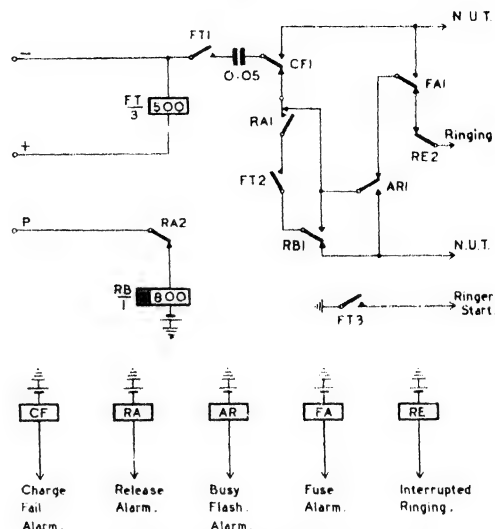 N.U.T.
FT1
−
0.05
CF1
FA1
FT
3
500
RA1
Ringing
RE2
+
FT2
AR1
P
RA2
RB1
N.U.T.
RB
1
800
Ringer
Start
FT3
CF
RA
AR
FA
RE
Charge
Fail
Alarm.
Release
Alarm.
Busy
Flash.
Alarm
Fuse
Alarm.
Interrupted
Ringing.